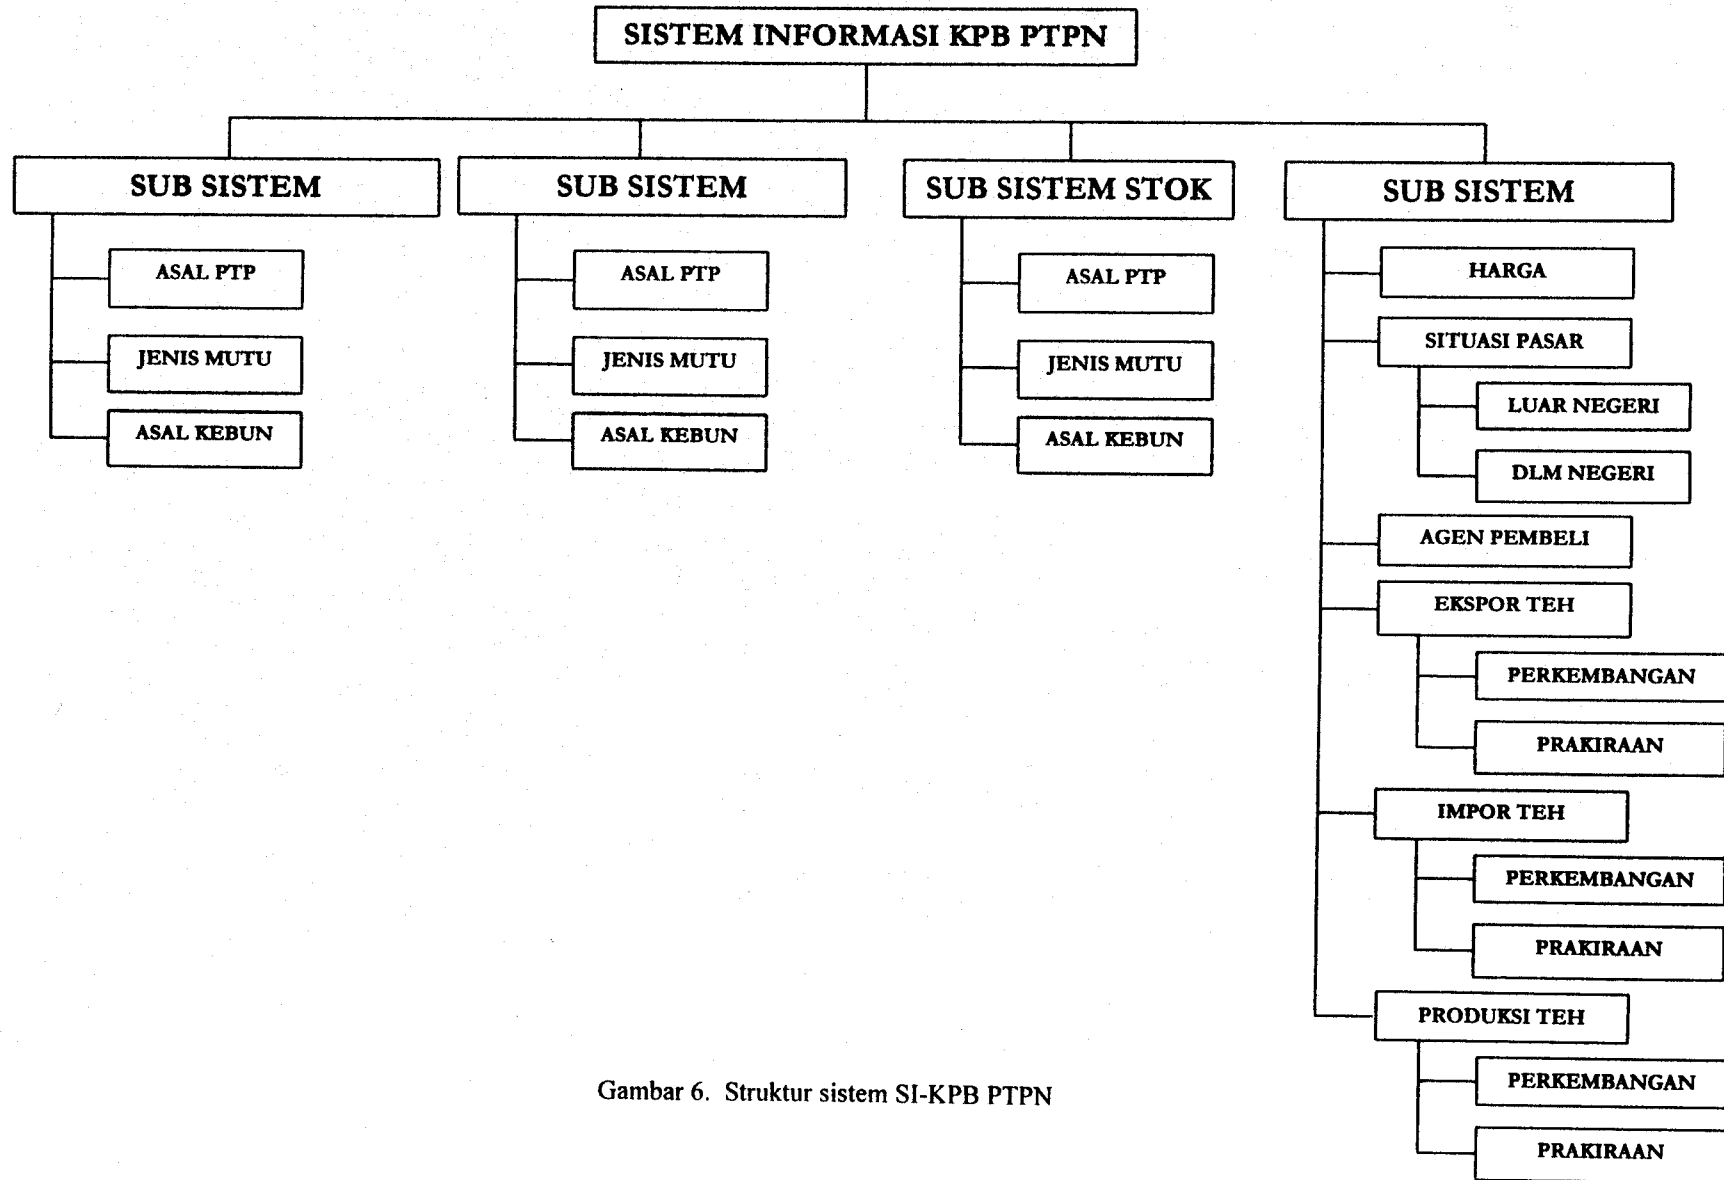 SISTEM INFORMASI KPB PTPN
SUB SISTEM
ASAL PTP
JENIS MUTU
ASAL KEBUN
SUB SISTEM
ASAL PTP
JENIS MUTU
ASAL KEBUN
SUB SISTEM STOK
ASAL PTP
JENIS MUTU
ASAL KEBUN
SUB SISTEM
HARGA
SITUASI PASAR
LUAR NEGERI
DLM NEGERI
AGEN PEMBELI
EKSPOR TEH
PERKEMBANGAN
PRAKIRAAN
IMPOR TEH
PERKEMBANGAN
PRAKIRAAN
PRODUKSI TEH
PERKEMBANGAN
PRAKIRAAN
Gambar 6. Struktur sistem SI-KPB PTPN